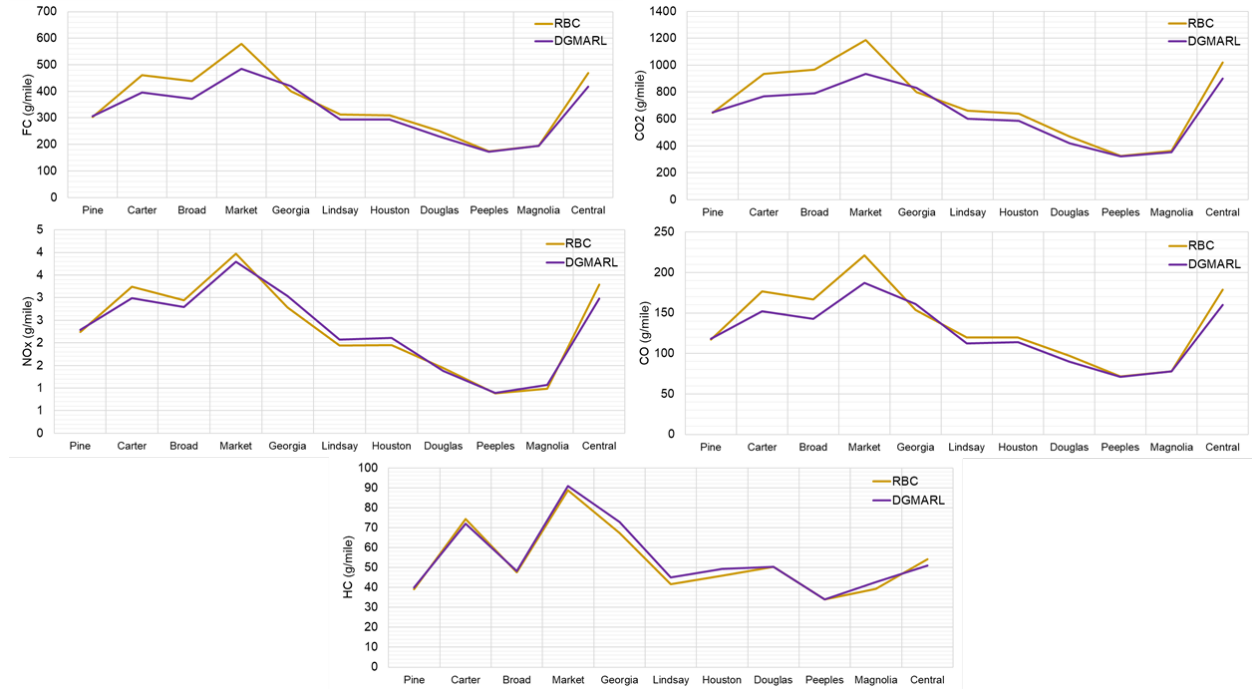 FC (g/mile)
700
600
500
400
300
200
100
0
RBC
DGMARL
Pine Carter Broad Market Georgia Lindsay Houston Douglas Peeples Magnolia Central
CO2 (g/mile)
1400
1200
1000
800
600
400
200
0
RBC
DGMARL
Pine Carter Broad Market Georgia Lindsay Houston Douglas Peeples Magnolia Central
NOx (g/mile)
5
4
4
3
3
2
2
1
1
0
RBC
DGMARL
Pine Carter Broad Market Georgia Lindsay Houston Douglas Peeples Magnolia Central
CO (g/mile)
250
200
150
100
50
0
RBC
DGMARL
Pine Carter Broad Market Georgia Lindsay Houston Douglas Peeples Magnolia Central
HC (g/mile)
100
90
80
70
60
50
40
30
20
10
0
RBC
DGMARL
Pine Carter Broad Market Georgia Lindsay Houston Douglas Peeples Magnolia Central